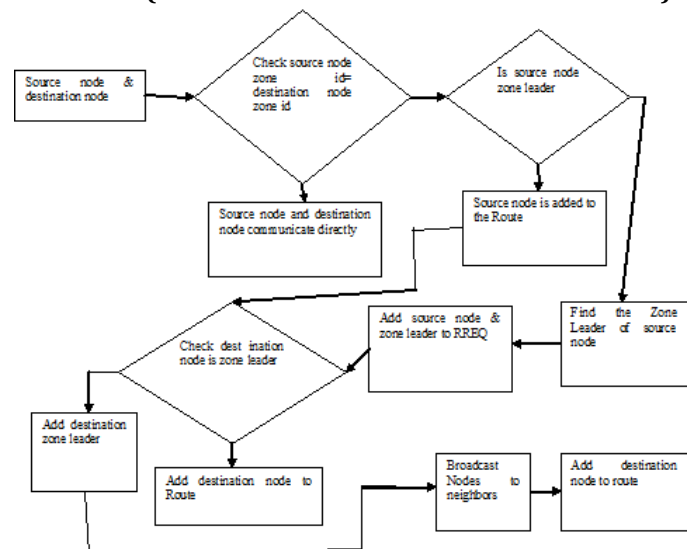 Source node &
destination node
Check source node
zone id=
destination node
zone id
Is source node
zone leader
Source node and destination
node communicate directly
Source node is added to
the Route
Find the Zone
Leader of source
node
Add source node &
zone leader to RREQ
Check dest ination
node is zone leader
Add destination
zone leader
Add destination node to
Route
Broadcast
Nodes to
neighbors
Add destination
node to route